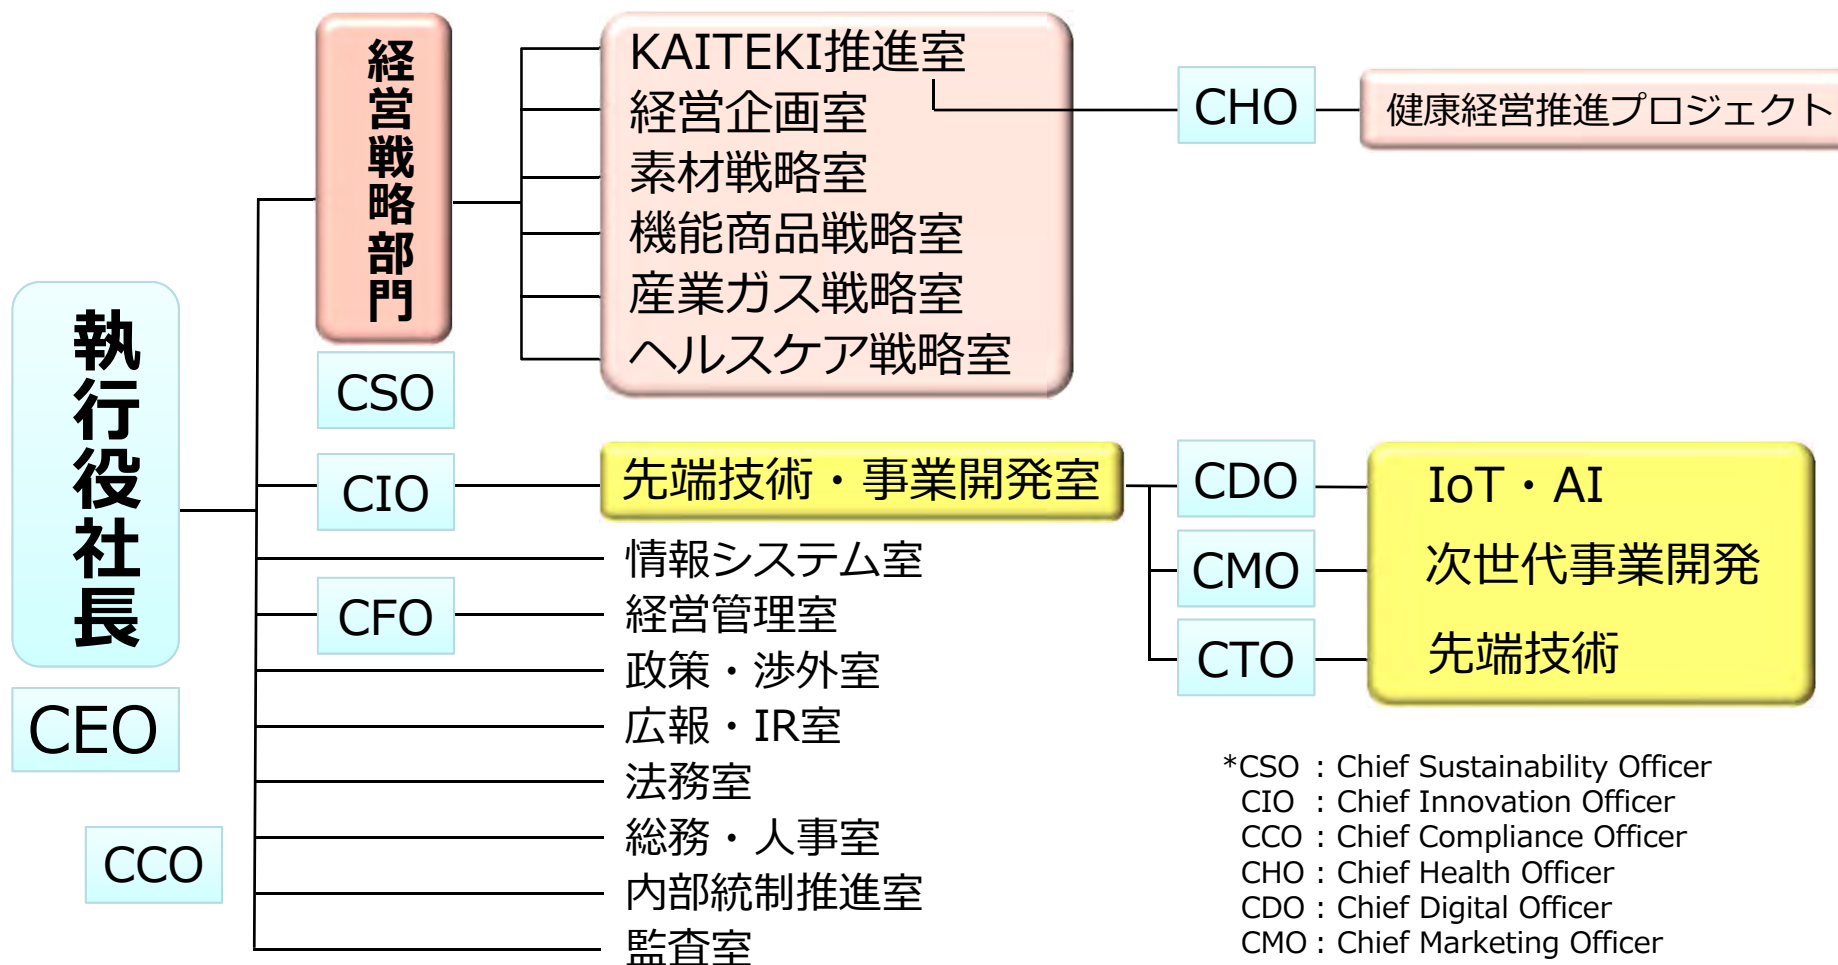 執行役社長
CEO
CCO
経営戦略部門
CSO
CIO
CFO
KAITEKI推進室
経営企画室
素材戦略室
機能商品戦略室
産業ガス戦略室
ヘルスケア戦略室
CHO
健康経営推進プロジェクト
先端技術・事業開発室
CDO
CMO
CTO
IoT・AI
次世代事業開発
先端技術
情報システム室
経営管理室
政策・渉外室
広報・IR室
法務室
総務・人事室
内部統制推進室
監査室
*CSO : Chief Sustainability Officer
CIO : Chief Innovation Officer
CCO : Chief Compliance Officer
CHO : Chief Health Officer
CDO : Chief Digital Officer
CMO : Chief Marketing Officer